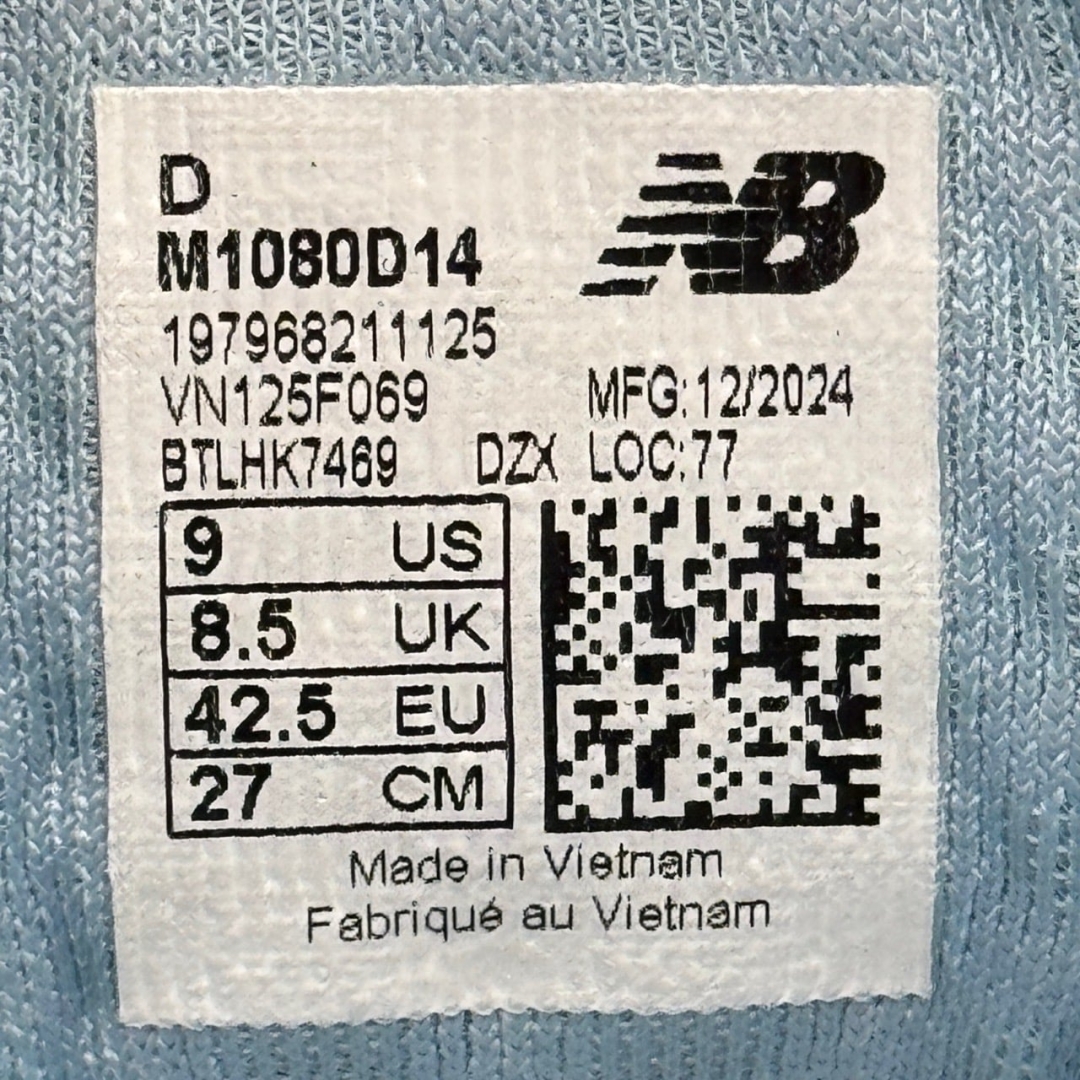 D
NB
M1080D14
197968211125
VN125F069 MFG:12/2024
BTLHK7469 DZX LOC:77
9 US
8.5 UK
42.5 EU
27 CM
Made in Vietnam
Fabriqué au Vietnam